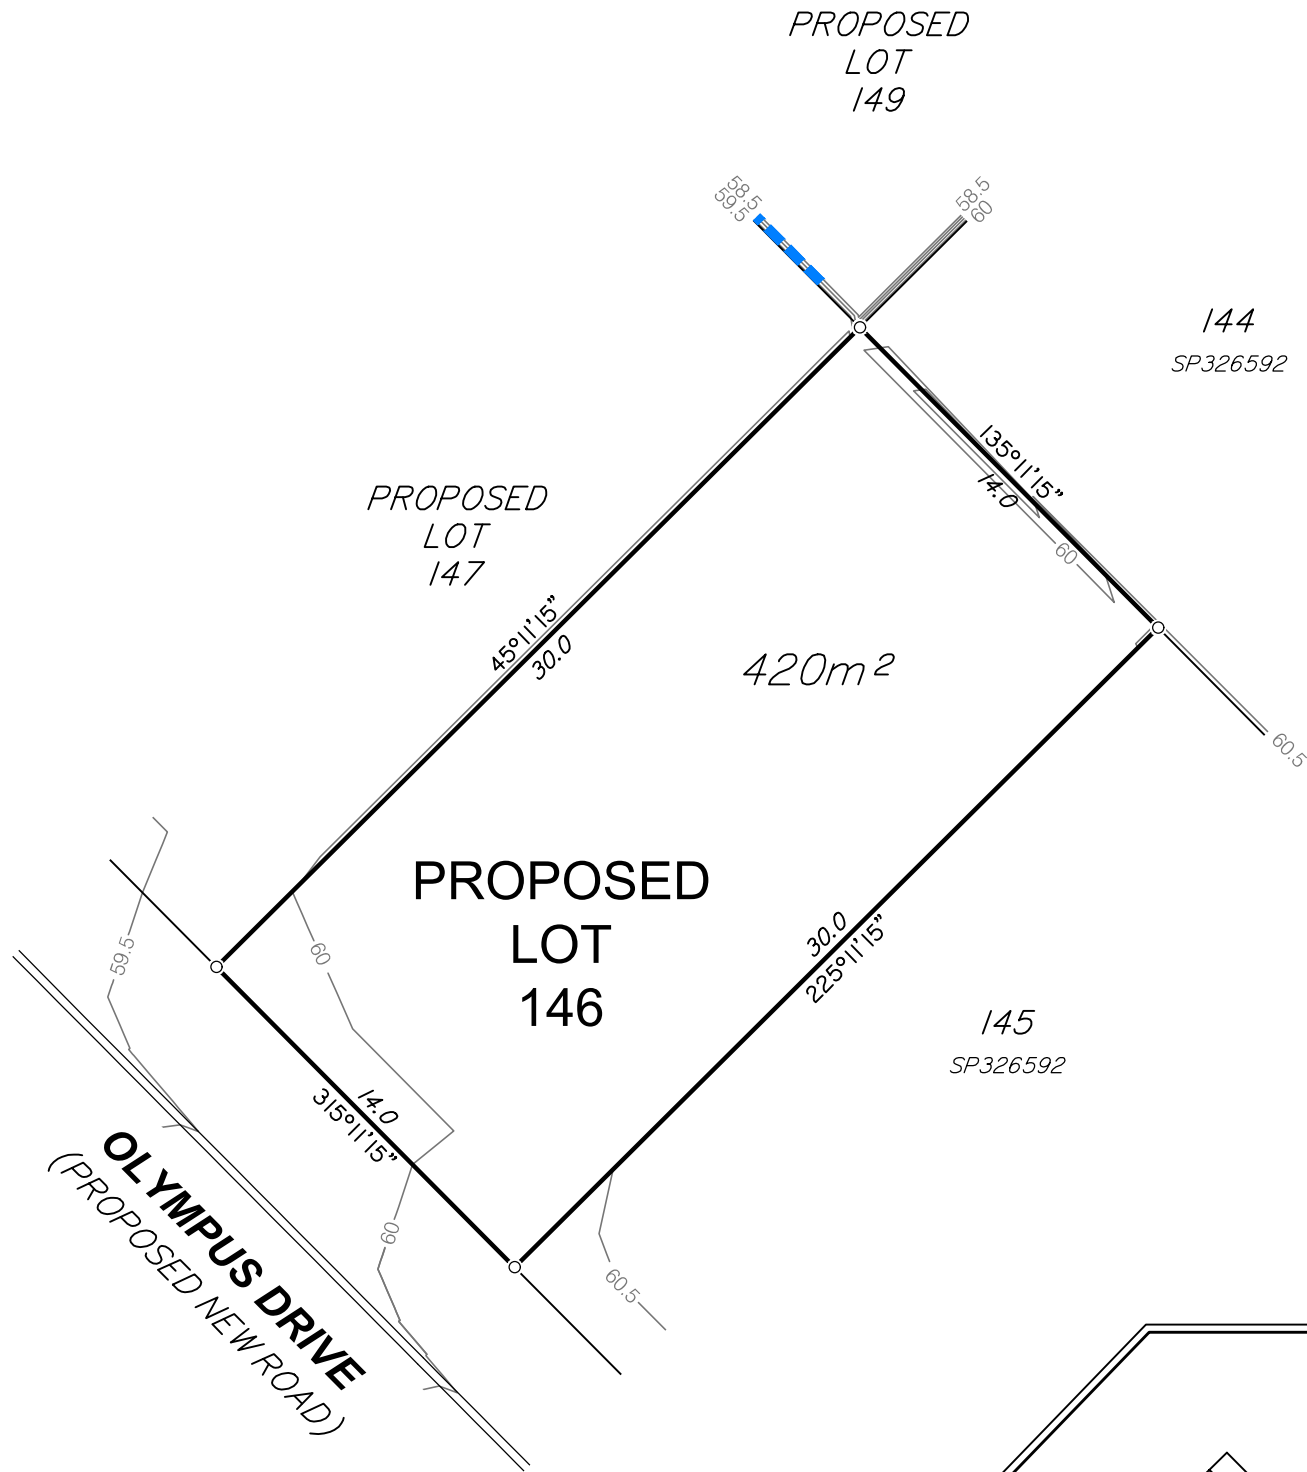 PROPOSED
LOT
149
58.5
59.5
58.5
60
144
SP326592
135°11'15"
14.0
PROPOSED
LOT
147
60
45°11'15"
30.0
420m²
60.5
PROPOSED
LOT
146
59.5
60
30.0
225°11'15"
145
SP326592
14.0
315°11'15"
60
60.5
OLYMPUS DRIVE
(PROPOSED NEW ROAD)